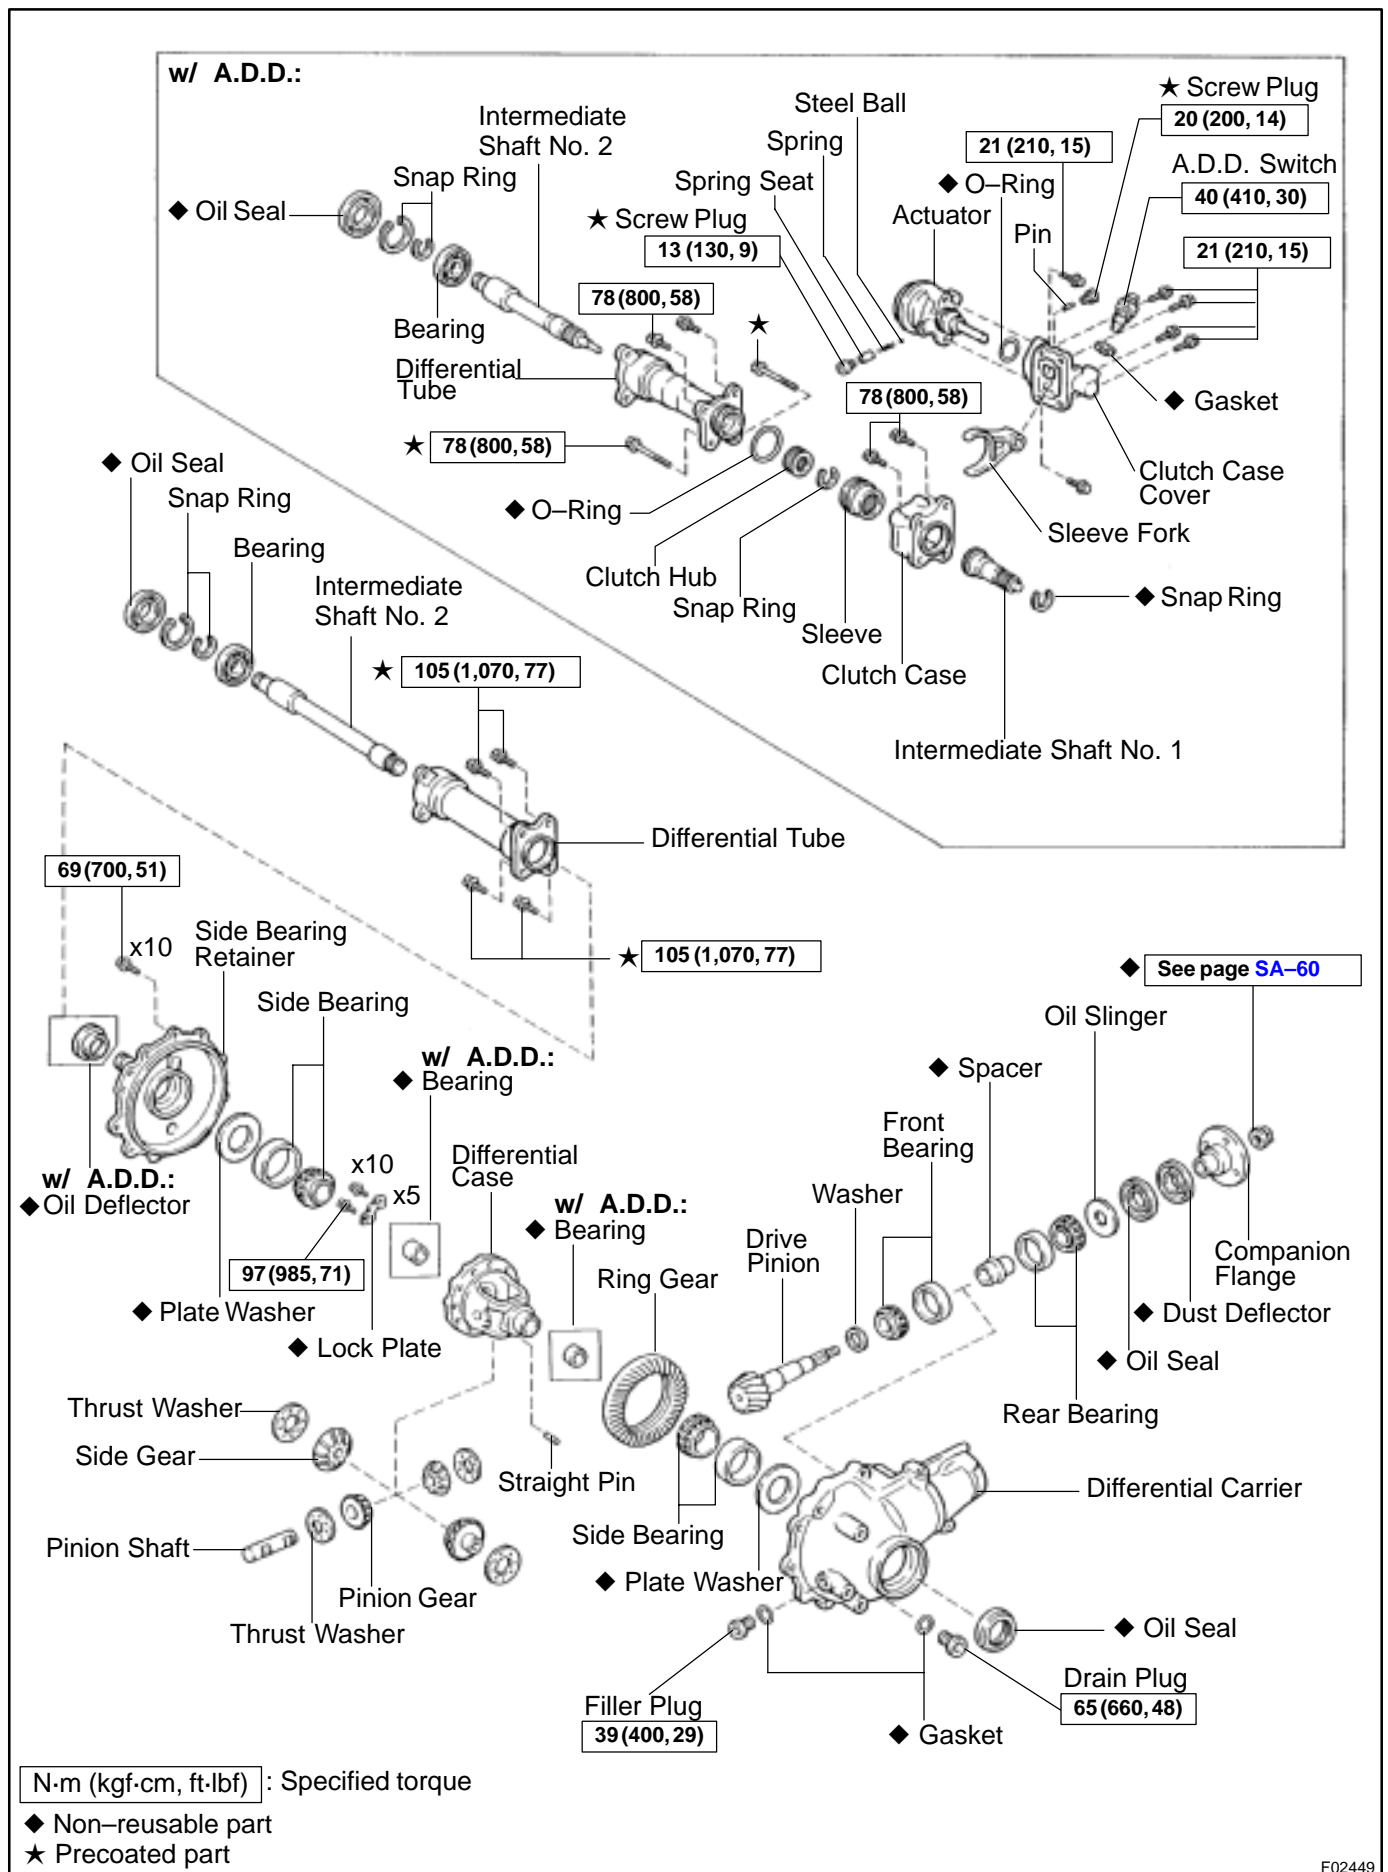 w/ A.D.D.:
Steel Ball
★ Screw Plug
20 (200, 14)
Intermediate
Shaft No. 2
Spring
21 (210, 15)
A.D.D. Switch
40 (410, 30)
Snap Ring
Spring Seat
◆ O–Ring
◆ Oil Seal
★ Screw Plug
13 (130, 9)
Actuator
Pin
21 (210, 15)
78 (800, 58)
★
Bearing
Differential
Tube
78 (800, 58)
◆ Gasket
★ 78 (800, 58)
◆ Oil Seal
Clutch Case
Cover
Snap Ring
◆ O–Ring
Sleeve Fork
Bearing
Clutch Hub
Intermediate
Shaft No. 2
Snap Ring
◆ Snap Ring
Sleeve
★ 105 (1,070, 77)
Clutch Case
Intermediate Shaft No. 1
Differential Tube
69 (700, 51)
x10
Side Bearing
Retainer
★ 105 (1,070, 77)
◆ See page SA–60
Side Bearing
Oil Slinger
w/ A.D.D.:
◆ Bearing
◆ Spacer
Front
Bearing
w/ A.D.D.:
◆ Oil Deflector
x10
x5
Differential
Case
w/ A.D.D.:
◆ Bearing
Washer
97 (985, 71)
Ring Gear
Drive
Pinion
Companion
Flange
◆ Plate Washer
◆ Dust Deflector
◆ Lock Plate
◆ Oil Seal
Thrust Washer
Rear Bearing
Side Gear
Straight Pin
Differential Carrier
Side Bearing
Pinion Shaft
◆ Plate Washer
Pinion Gear
Thrust Washer
◆ Oil Seal
Filler Plug
39 (400, 29)
Drain Plug
65 (660, 48)
◆ Gasket
N·m (kgf·cm, ft·lbf) : Specified torque
◆ Non–reusable part
★ Precoated part
F02449